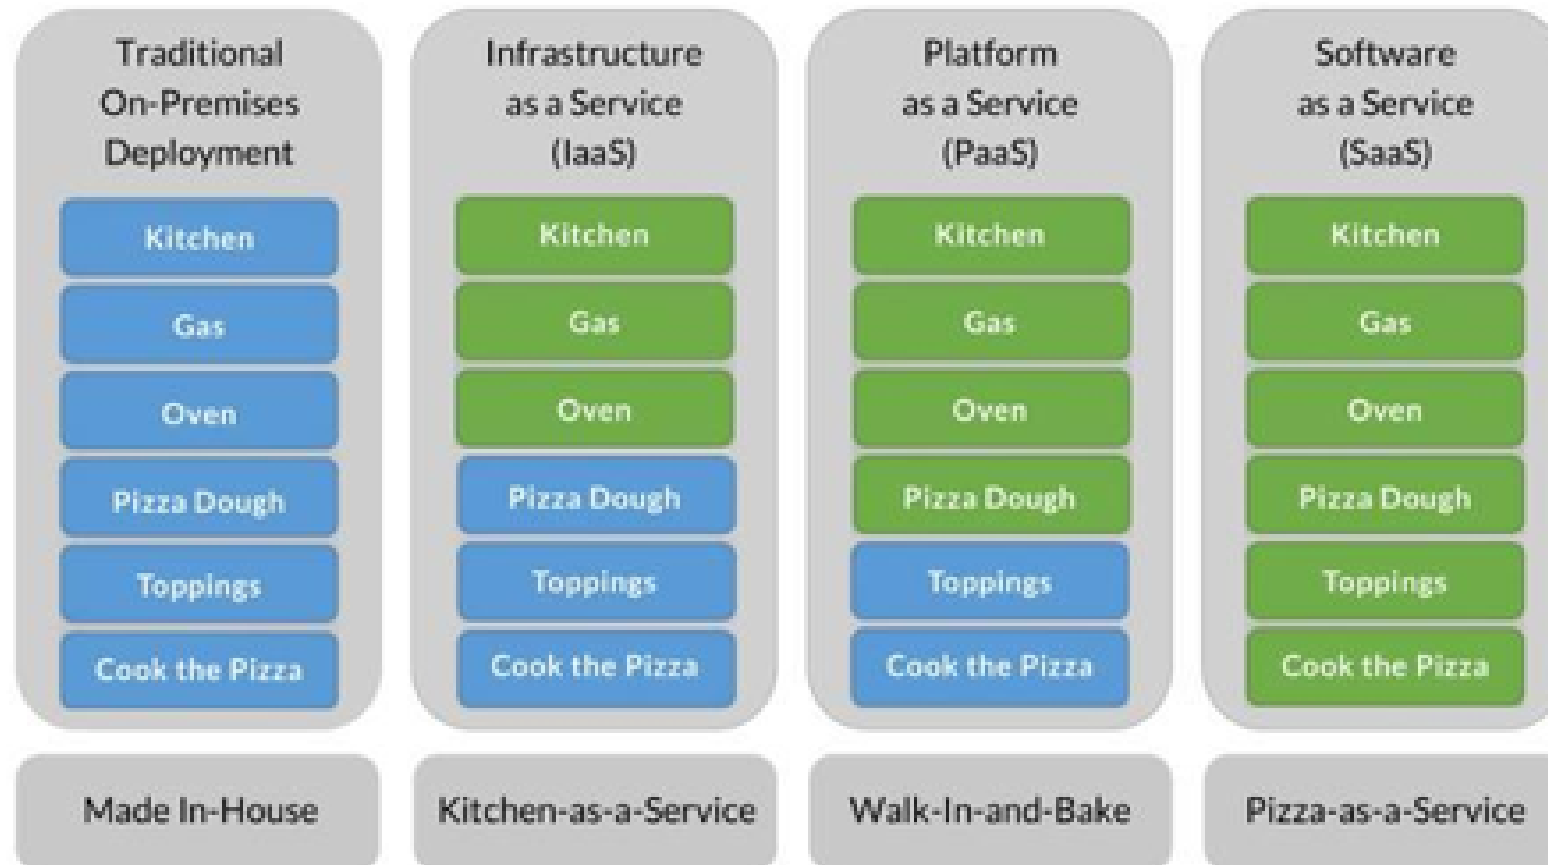 Traditional
On-Premises
Deployment
Kitchen
Gas
Oven
Pizza Dough
Toppings
Cook the Pizza
Made In-House
Infrastructure
as a Service
(IaaS)
Kitchen
Gas
Oven
Pizza Dough
Toppings
Cook the Pizza
Kitchen-as-a-Service
Platform
as a Service
(PaaS)
Kitchen
Gas
Oven
Pizza Dough
Toppings
Cook the Pizza
Walk-In-and-Bake
Software
as a Service
(SaaS)
Kitchen
Gas
Oven
Pizza Dough
Toppings
Cook the Pizza
Pizza-as-a-Service